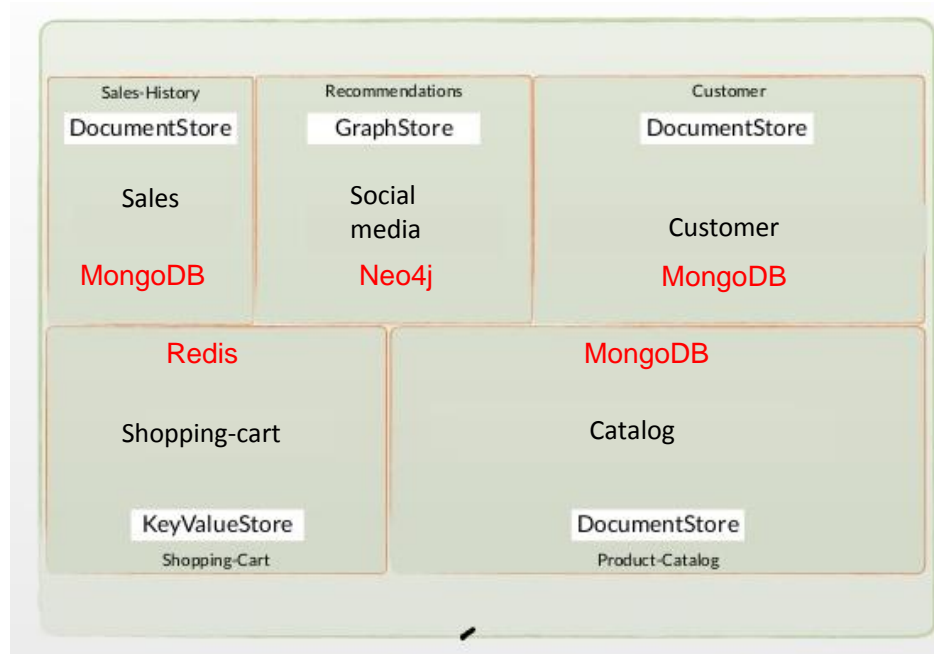 Sales-History
DocumentStore
Sales
MongoDB
Recommendations
GraphStore
Social
media
Neo4j
Customer
DocumentStore
Customer
MongoDB
Redis
Shopping-cart
KeyValueStore
Shopping-Cart
MongoDB
Catalog
DocumentStore
Product-Catalog